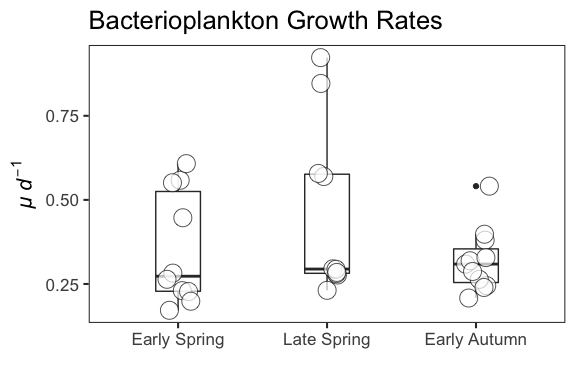 Bacterioplankton Growth Rates
μ d⁻¹
0.75
0.50
0.25
Early Spring Late Spring Early Autumn